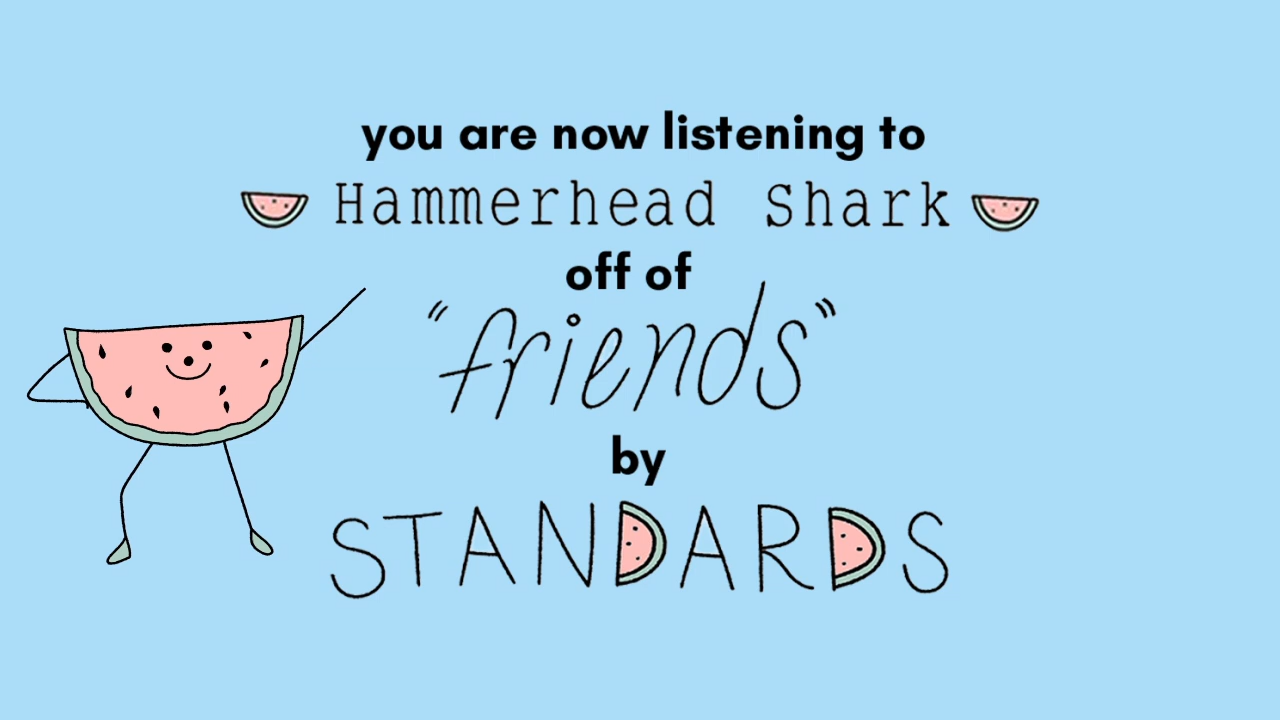 you are now listening to
Hammerhead Shark
off of
"friends"
by
STANDARDS